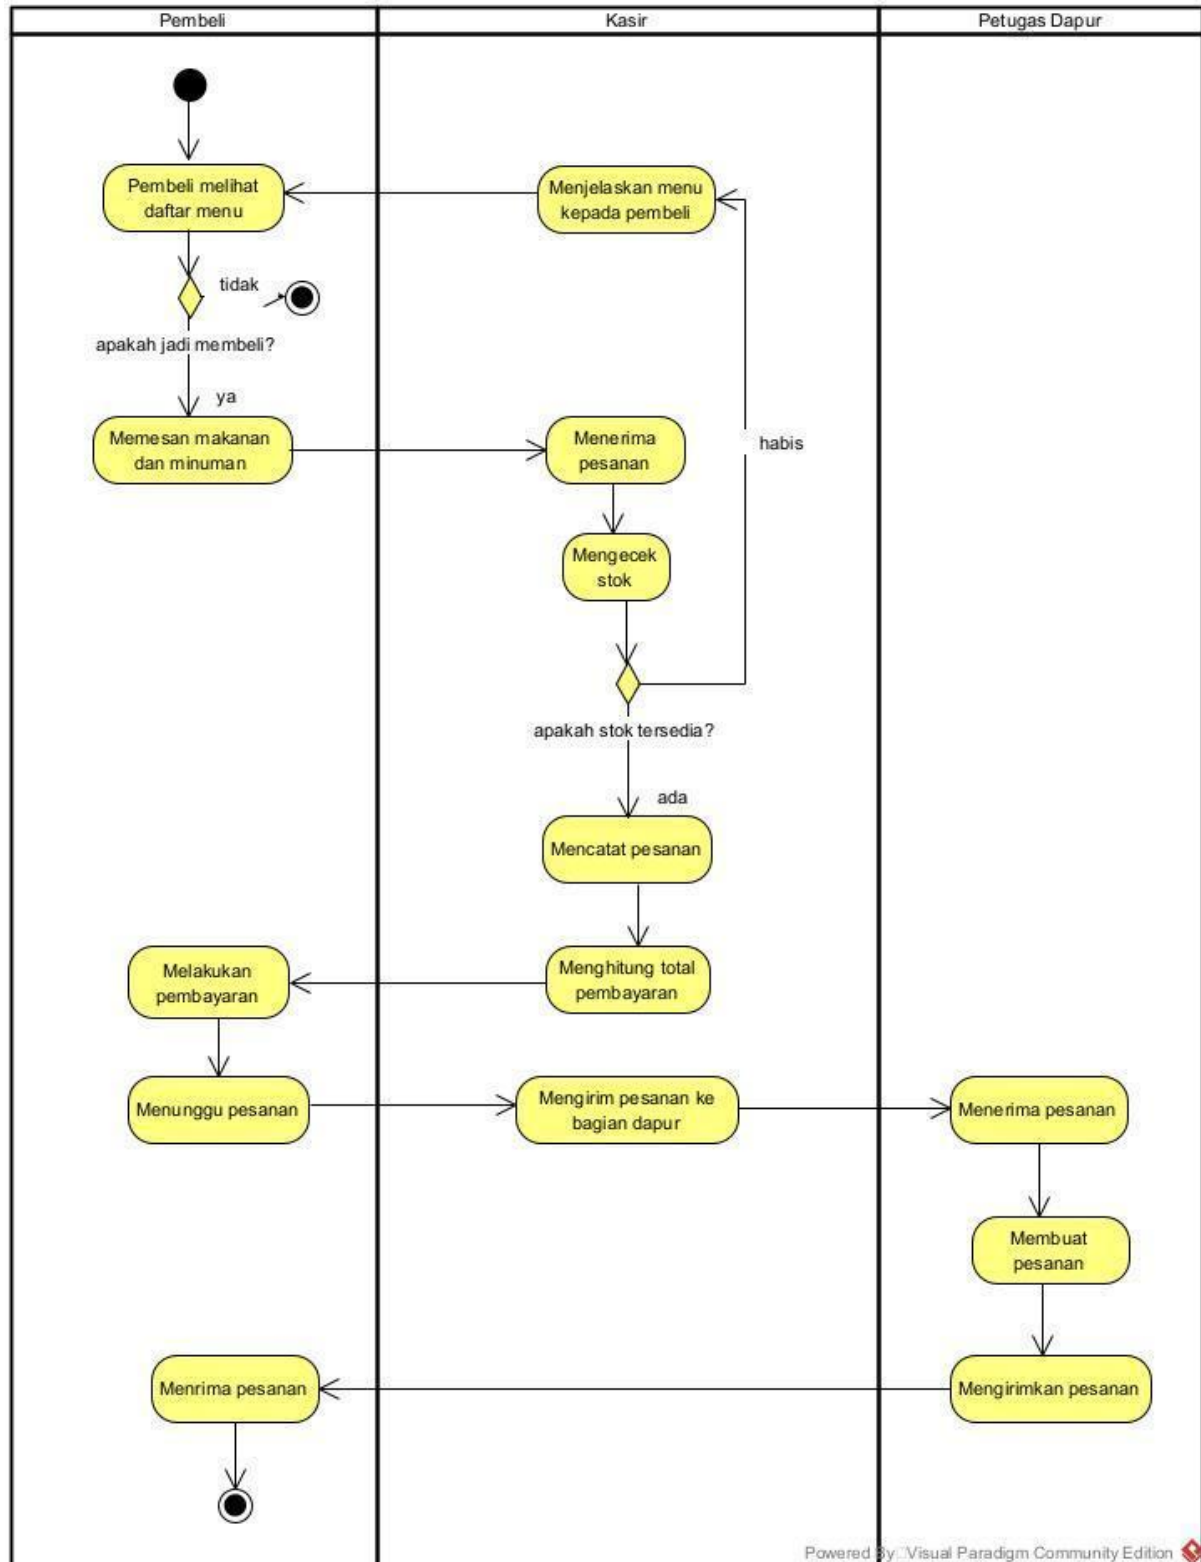 Pembeli
Kasir
Petugas Dapur
Pembeli melihat
daftar menu
Menjelaskan menu
kepada pembeli
tidak
apakah jadi membeli?
ya
Memesan makanan
dan minuman
Menerima
pesanan
habis
Mengecek
stok
apakah stok tersedia?
ada
Mencatat pesanan
Melakukan
pembayaran
Menghitung total
pembayaran
Menunggu pesanan
Mengirim pesanan ke
bagian dapur
Menerima pesanan
Membuat
pesanan
Menrima pesanan
Mengirimkan pesanan
Powered By Visual Paradigm Community Edition